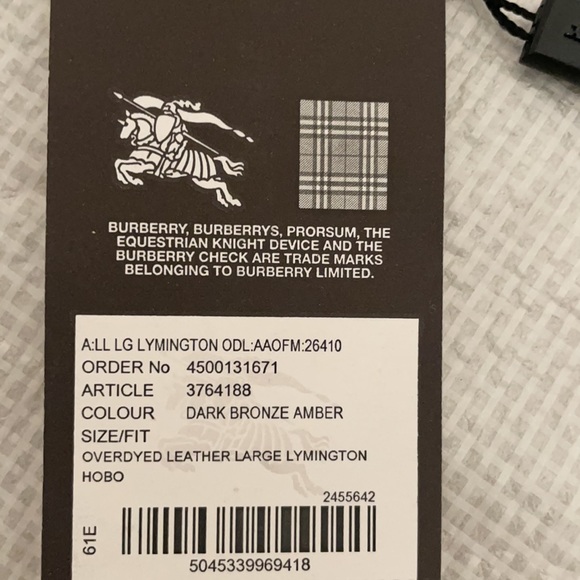 BURBERRY, BURBERRYS, PRORSUM, THE
EQUESTRIAN KNIGHT DEVICE AND THE
BURBERRY CHECK ARE TRADE MARKS
BELONGING TO BURBERRY LIMITED.
A:LL LG LYMINGTON ODL:AAOFM:26410
ORDER No 4500131671
ARTICLE 3764188
COLOUR DARK BRONZE AMBER
SIZE/FIT
OVERDYED LEATHER LARGE LYMINGTON
HOBO
2455642
61E
5045339969418